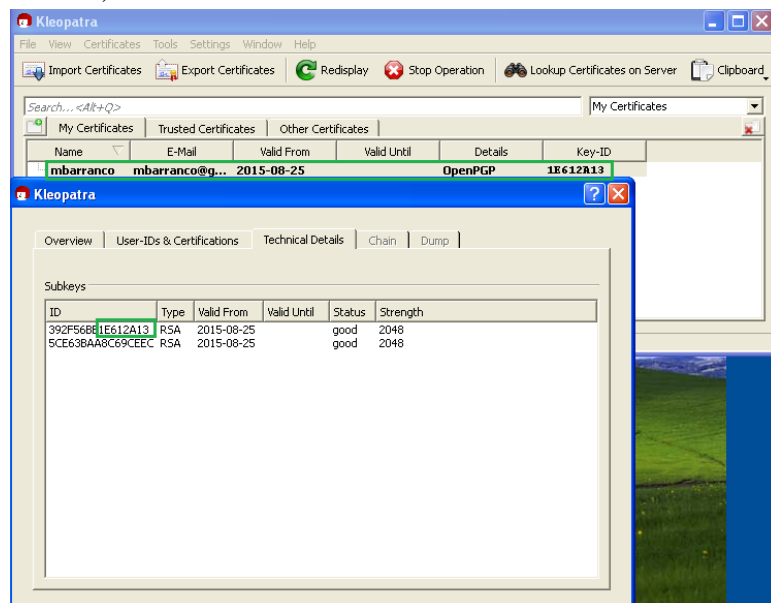 Kleopatra
File View Certificates Tools Settings Window Help
Import Certificates Export Certificates Redisplay Stop Operation Lookup Certificates on Server Clipboard
Search...<Alt+Q> My Certificates
My Certificates Trusted Certificates Other Certificates
Name E-Mail Valid From Valid Until Details Key-ID
mbarranco mbarranco@g... 2015-08-25 OpenPGP 1E612A13
Kleopatra
Overview User-IDs & Certifications Technical Details Chain Dump
Subkeys
ID Type Valid From Valid Until Status Strength
392F56BE1E612A13 RSA 2015-08-25 good 2048
5CE63BAA8C69CEEC RSA 2015-08-25 good 2048